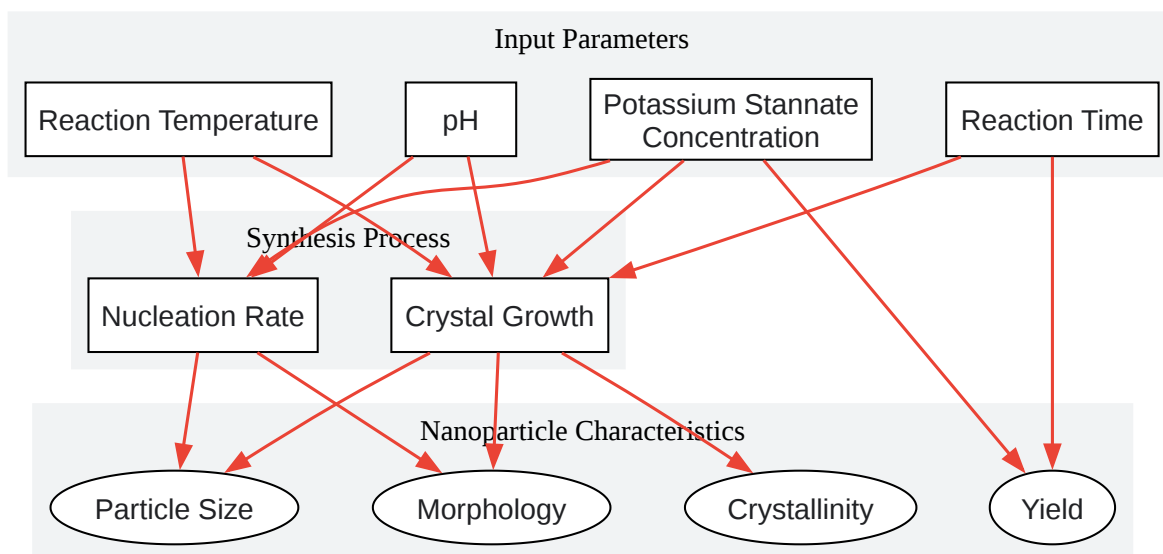 Input Parameters
Reaction Temperature
pH
Potassium Stannate
Concentration
Reaction Time
Synthesis Process
Nucleation Rate
Crystal Growth
Nanoparticle Characteristics
Particle Size
Morphology
Crystallinity
Yield